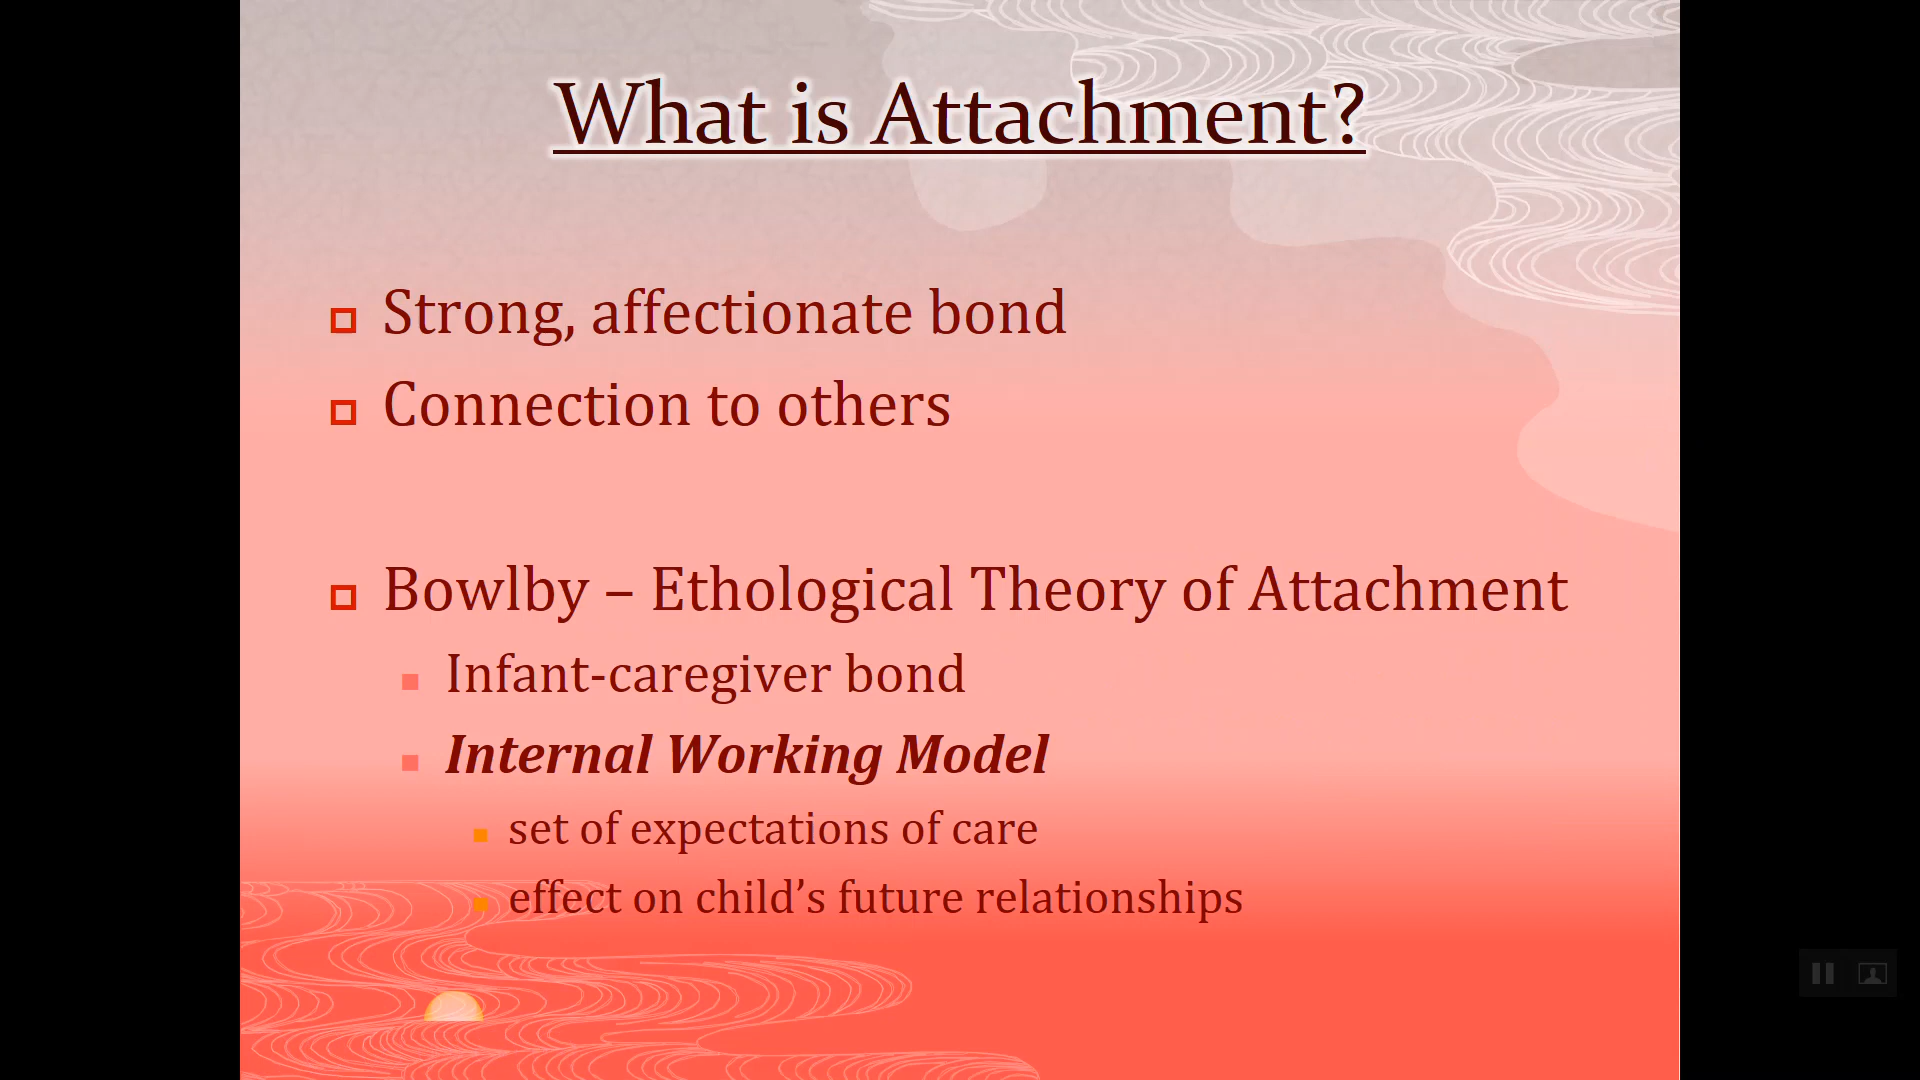 What is Attachment?
Strong, affectionate bond
Connection to others
Bowlby – Ethological Theory of Attachment
Infant-caregiver bond
Internal Working Model
set of expectations of care
effect on child’s future relationships